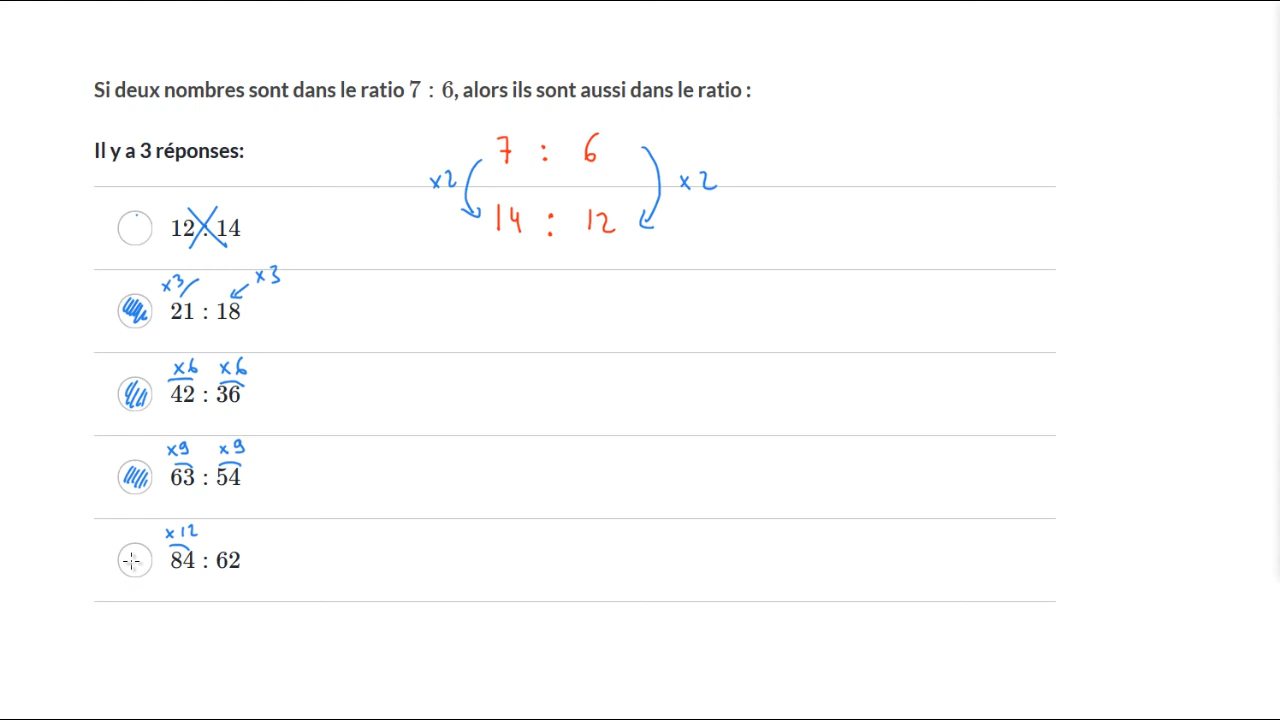 Si deux nombres sont dans le ratio 7 : 6, alors ils sont aussi dans le ratio :
Il y a 3 réponses:
7 : 6
x2 x2
14 : 12
12 : 14
x3 x3
21 : 18
x6 x6
42 : 36
x9 x9
63 : 54
x12
84 : 62